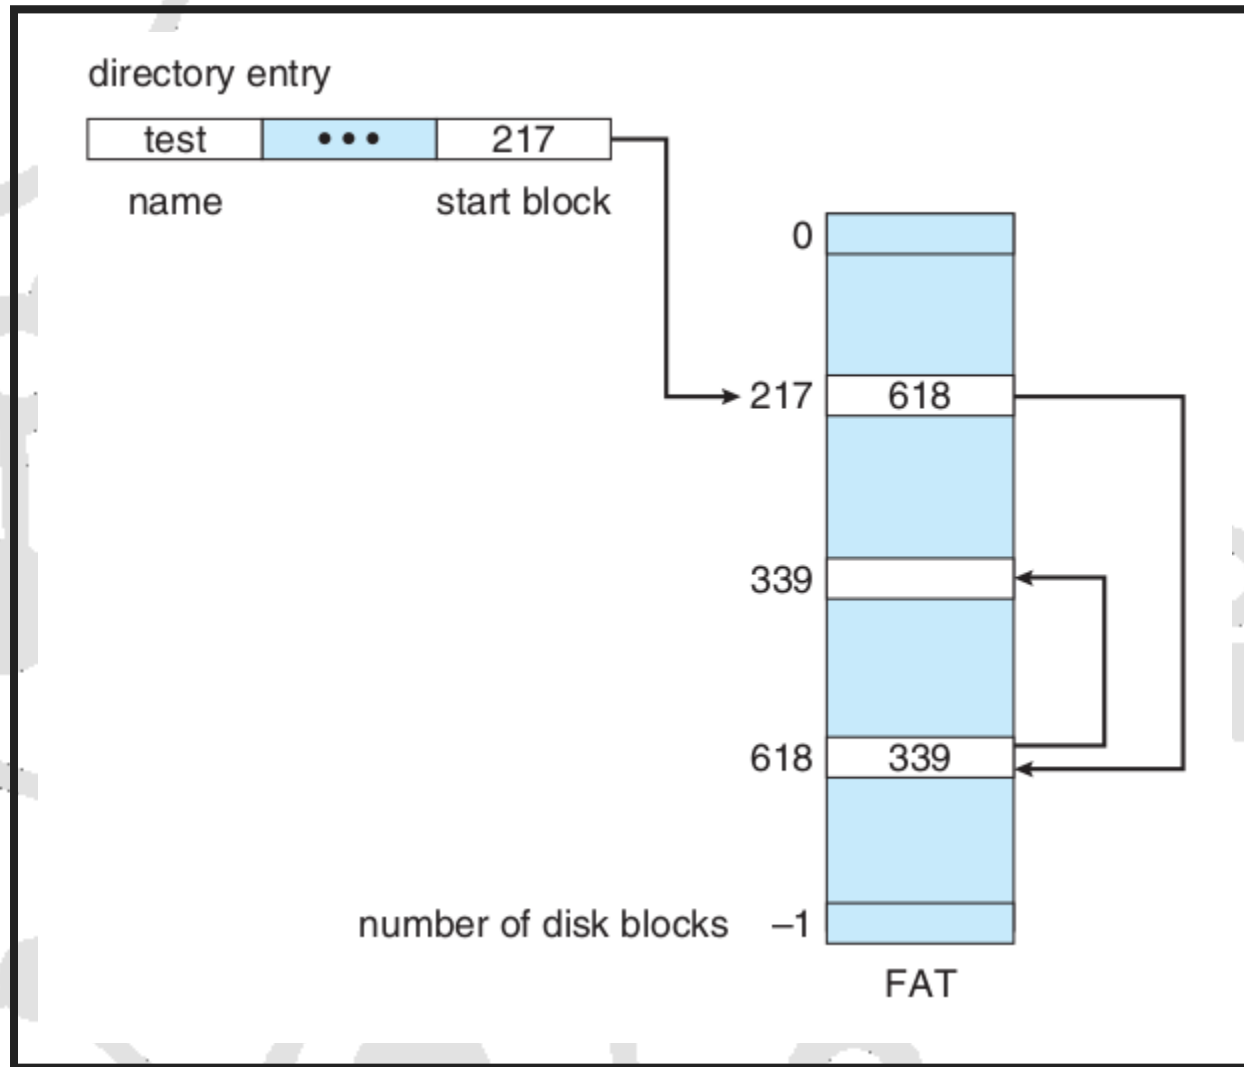 directory entry
test ••• 217
name start block
0
217 618
339
618 339
number of disk blocks –1
FAT